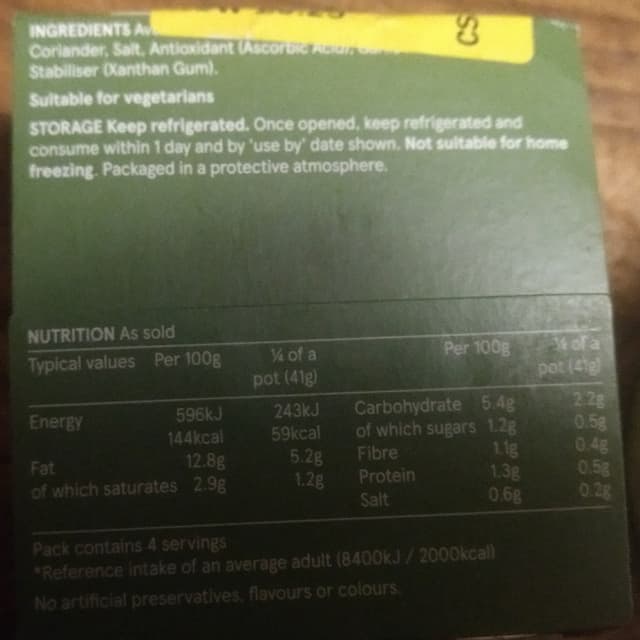 INGREDIENTS
Coriander, Salt, Antioxidant (Ascorbic
Stabiliser (Xanthan Gum).
Suitable for vegetarians
STORAGE Keep refrigerated. Once opened, keep refrigerated and
consume within 1 day and by 'use by' date shown. Not suitable for home
freezing. Packaged in a protective atmosphere.
NUTRITION As sold
Typical values Per 100g ¼ of a pot (41g) Per 100g ¼ of a pot (41g)
Energy 596kJ 243kJ Carbohydrate 5.4g 2.2g
144kcal 59kcal of which sugars 1.2g 0.5g
Fat 12.8g 5.2g Fibre 1.1g 0.4g
of which saturates 2.9g 1.2g Protein 1.3g 0.5g
Salt 0.6g 0.2g
Pack contains 4 servings
*Reference intake of an average adult (8400kJ / 2000kcal)
No artificial preservatives, flavours or colours.